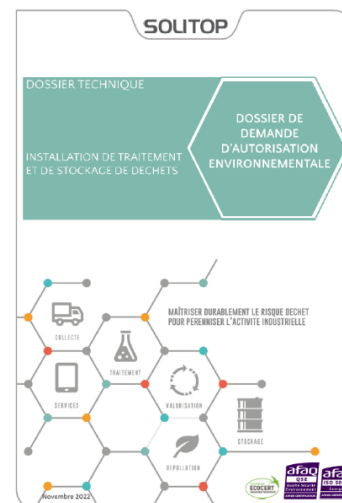 SOLITOP
DOSSIER TECHNIQUE
INSTALLATION DE TRAITEMENT
ET DE STOCKAGE DE DECHETS
DOSSIER DE
DEMANDE
D'AUTORISATION
ENVIRONNEMENTALE
MAÎTRISER DURABLEMENT LE RISQUE DECHET
POUR PERENNISER L'ACTIVITE INDUSTRIELLE
COLLECTE
TRAITEMENT
SERVICES
VALORISATION
STOCKAGE
DEPOLLUTION
Novembre 2022
ECOCERT
afaq
QSE
afaq